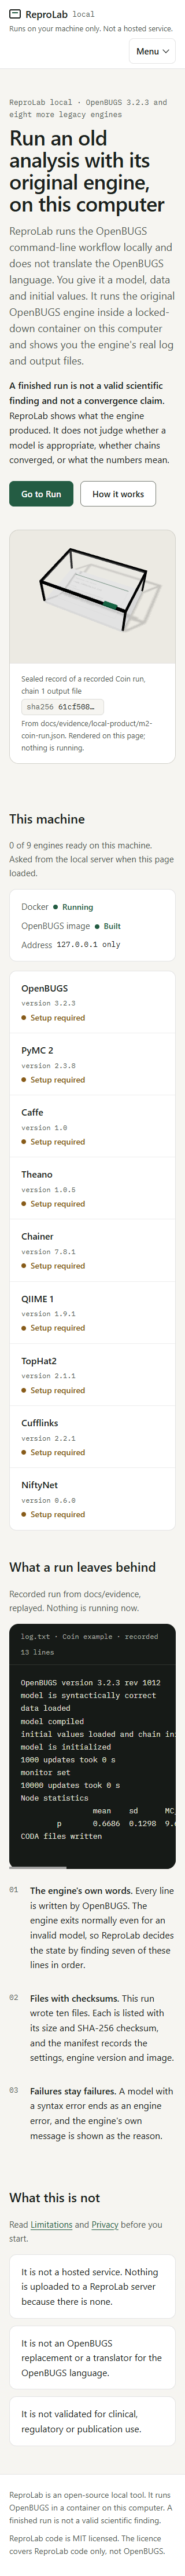 ReproLab local
Runs on your machine only. Not a hosted service.
Menu
ReproLab local · OpenBUGS 3.2.3 and
eight more legacy engines
Run an old
analysis with its
original engine,
on this computer
ReproLab runs the OpenBUGS
command-line workflow locally and
does not translate the OpenBUGS
language. You give it a model, data
and initial values. It runs the original
OpenBUGS engine inside a locked-
down container on this computer
and shows you the engine's real log
and output files.
A finished run is not a valid scientific
finding and not a convergence claim.
ReproLab shows what the engine
produced. It does not judge whether a
model is appropriate, whether chains
converged, or what the numbers mean.
Go to Run
How it works
Sealed record of a recorded Coin run,
chain 1 output file
sha256 61cf508…
From docs/evidence/local-product/m2-
coin-run.json. Rendered on this page;
nothing is running.
This machine
0 of 9 engines ready on this machine.
Asked from the local server when this page
loaded.
Docker Running
OpenBUGS image Built
Address 127.0.0.1 only
OpenBUGS
version 3.2.3
Setup required
PyMC 2
version 2.3.8
Setup required
Caffe
version 1.0
Setup required
Theano
version 1.0.5
Setup required
Chainer
version 7.8.1
Setup required
QIIME 1
version 1.9.1
Setup required
TopHat2
version 2.1.1
Setup required
Cufflinks
version 2.2.1
Setup required
NiftyNet
version 0.6.0
Setup required
What a run leaves behind
Recorded run from docs/evidence,
replayed. Nothing is running now.
log.txt · Coin example · recorded
13 lines
OpenBUGS version 3.2.3 rev 1012
model is syntactically correct
data loaded
model compiled
initial values loaded and chain in
model is initialized
1000 updates took 0 s
monitor set
10000 updates took 0 s
Node statistics
mean sd MC_
p 0.6686 0.1298 9.
CODA files written
01 The engine's own words. Every line
is written by OpenBUGS. The
engine exits normally even for an
invalid model, so ReproLab decides
the state by finding seven of these
lines in order.
02 Files with checksums. This run
wrote ten files. Each is listed with
its size and SHA-256 checksum,
and the manifest records the
settings, engine version and image.
03 Failures stay failures. A model with
a syntax error ends as an engine
error, and the engine's own
message is shown as the reason.
What this is not
Read Limitations and Privacy before you
start.
It is not a hosted service. Nothing
is uploaded to a ReproLab server
because there is none.
It is not an OpenBUGS
replacement or a translator for the
OpenBUGS language.
It is not validated for clinical,
regulatory or publication use.
ReproLab is an open-source local tool. It runs
OpenBUGS in a container on this computer. A
finished run is not a valid scientific finding.
ReproLab code is MIT licensed. The licence
covers ReproLab code only, not OpenBUGS.